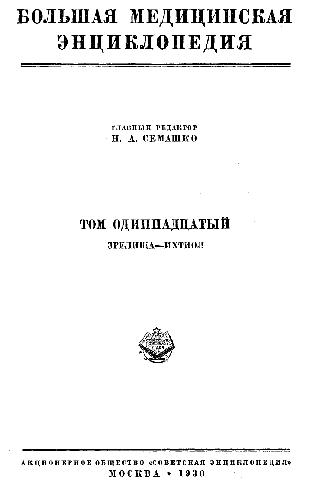 БОЛЬШАЯ МЕДИЦИНСКАЯ
ЭНЦИКЛОПЕДИЯ
ГЛАВНЫЙ РЕДАКТОР
Н. А. СЕМАШКО
ТОМ ОДИННАДЦАТЫЙ
ЗРЕЛИЩА—ИХТИОЛ
АКЦИОНЕРНОЕ ОБЩЕСТВО «СОВЕТСКАЯ ЭНЦИКЛОПЕДИЯ»
МОСКВА • 1930